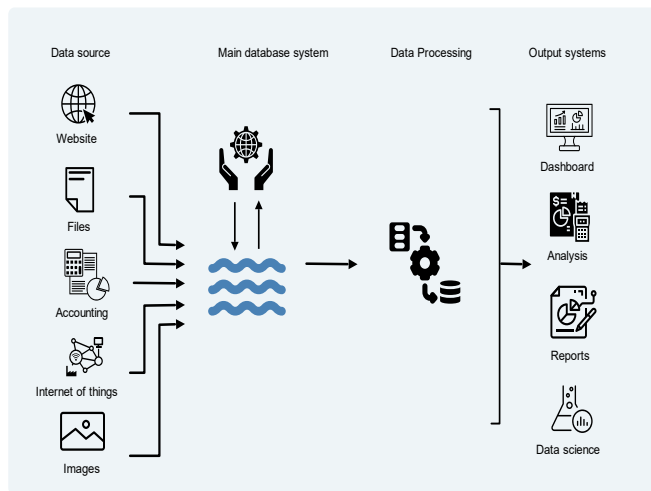 Data source
Main database system
Data Processing
Output systems
Website
Files
Accounting
Internet of things
Images
Dashboard
$=
Analysis
Reports
Data science